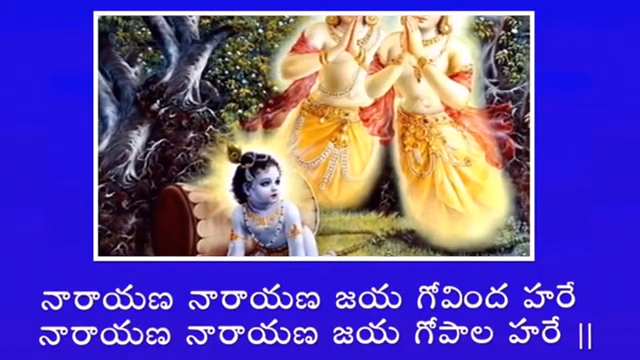 నారాయణ నారాయణ జయ గోవింద హరే
నారాయణ నారాయణ జయ గోపాల హరే ||